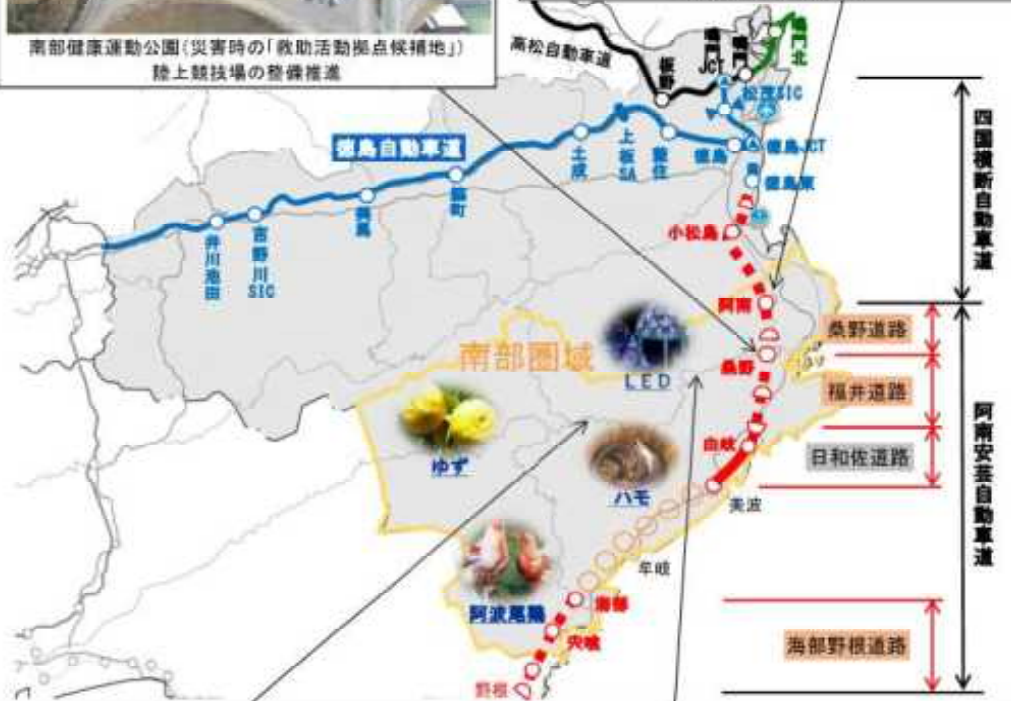 南部健康運動公園(災害時の「救助活動拠点候補地」)
陸上競技場の整備推進
高松自動車道
板野
鳴門JCT
鳴門
鳴門北
松茂SIC
徳島自動車道
土成
上板SA
藍住
徳島
徳島JCT
徳島東
脇町
美馬
吉野川SIC
井川池田
小松島
阿南
桑野
由岐
美波
牟岐
海部
宍喰
野根
南部圏域
LED
ゆず
ハモ
阿波尾鶏
四国横断自動車道
桑野道路
福井道路
日和佐道路
阿南安芸自動車道
海部野根道路